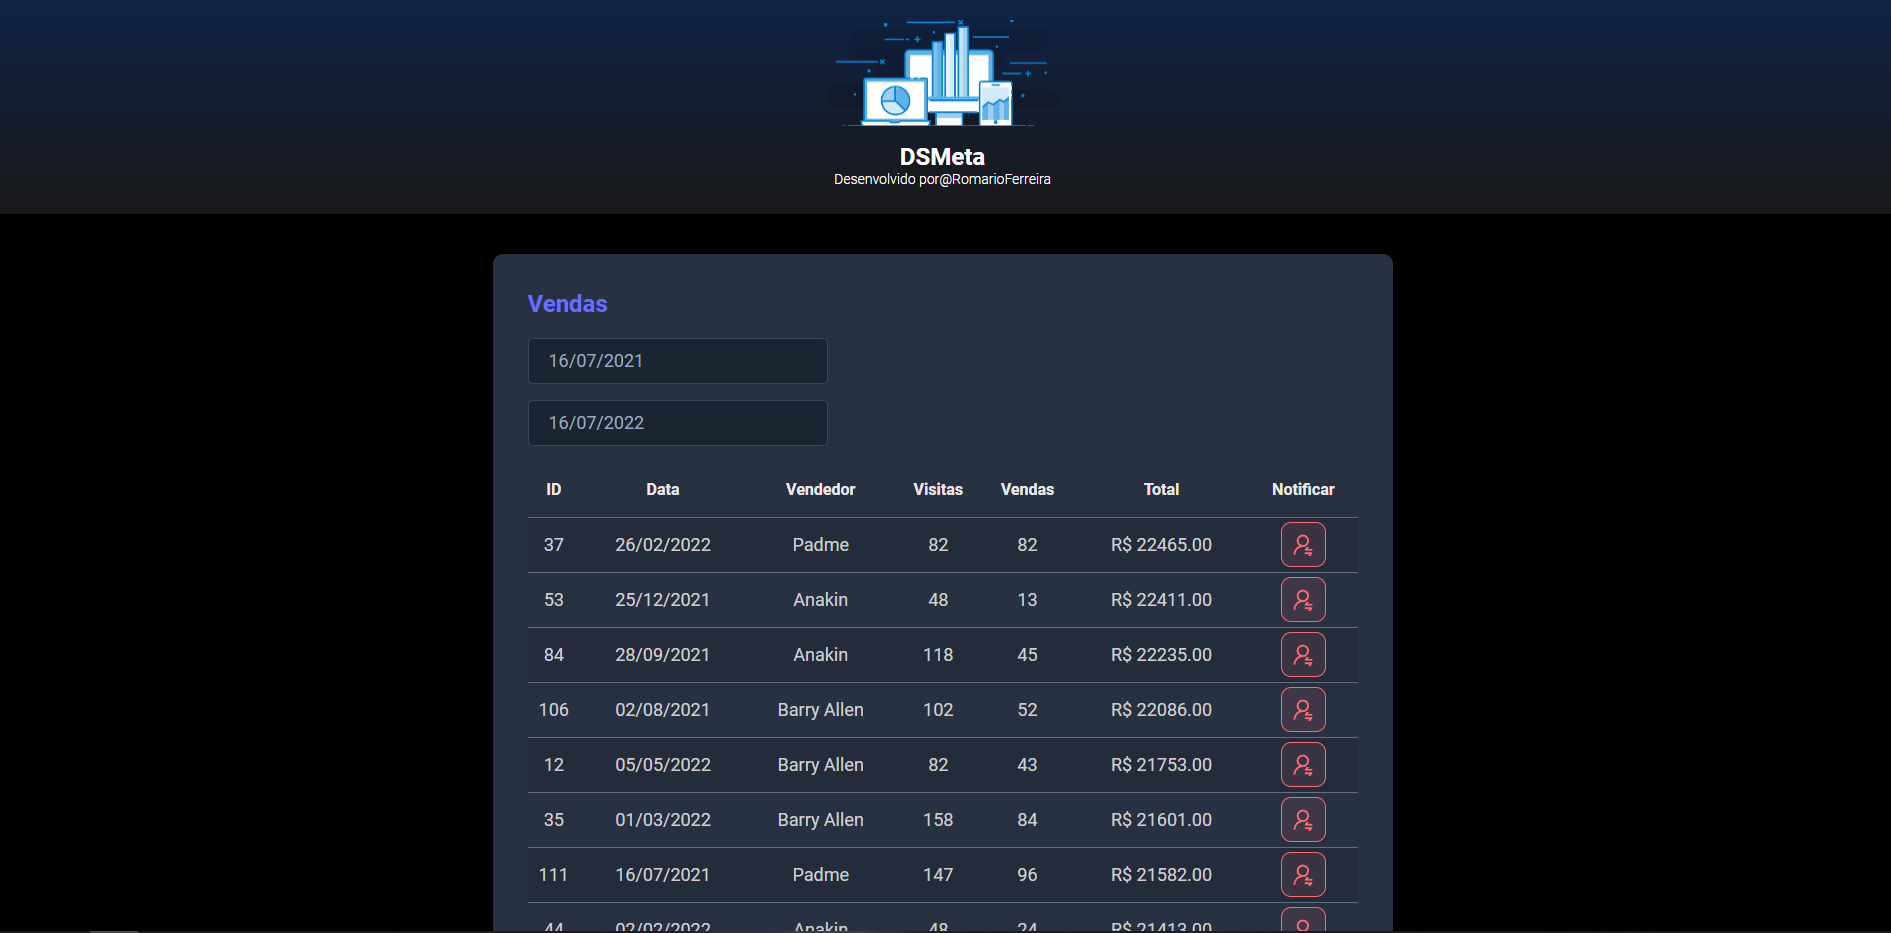 DSMeta
Desenvolvido por@RomarioFerreira
Vendas
16/07/2021
16/07/2022
ID Data Vendedor Visitas Vendas Total Notificar
37 26/02/2022 Padme 82 82 R$ 22465.00
53 25/12/2021 Anakin 48 13 R$ 22411.00
84 28/09/2021 Anakin 118 45 R$ 22235.00
106 02/08/2021 Barry Allen 102 52 R$ 22086.00
12 05/05/2022 Barry Allen 82 43 R$ 21753.00
35 01/03/2022 Barry Allen 158 84 R$ 21601.00
111 16/07/2021 Padme 147 96 R$ 21582.00
44 02/02/2022 Anakin 48 24 R$ 21413.00